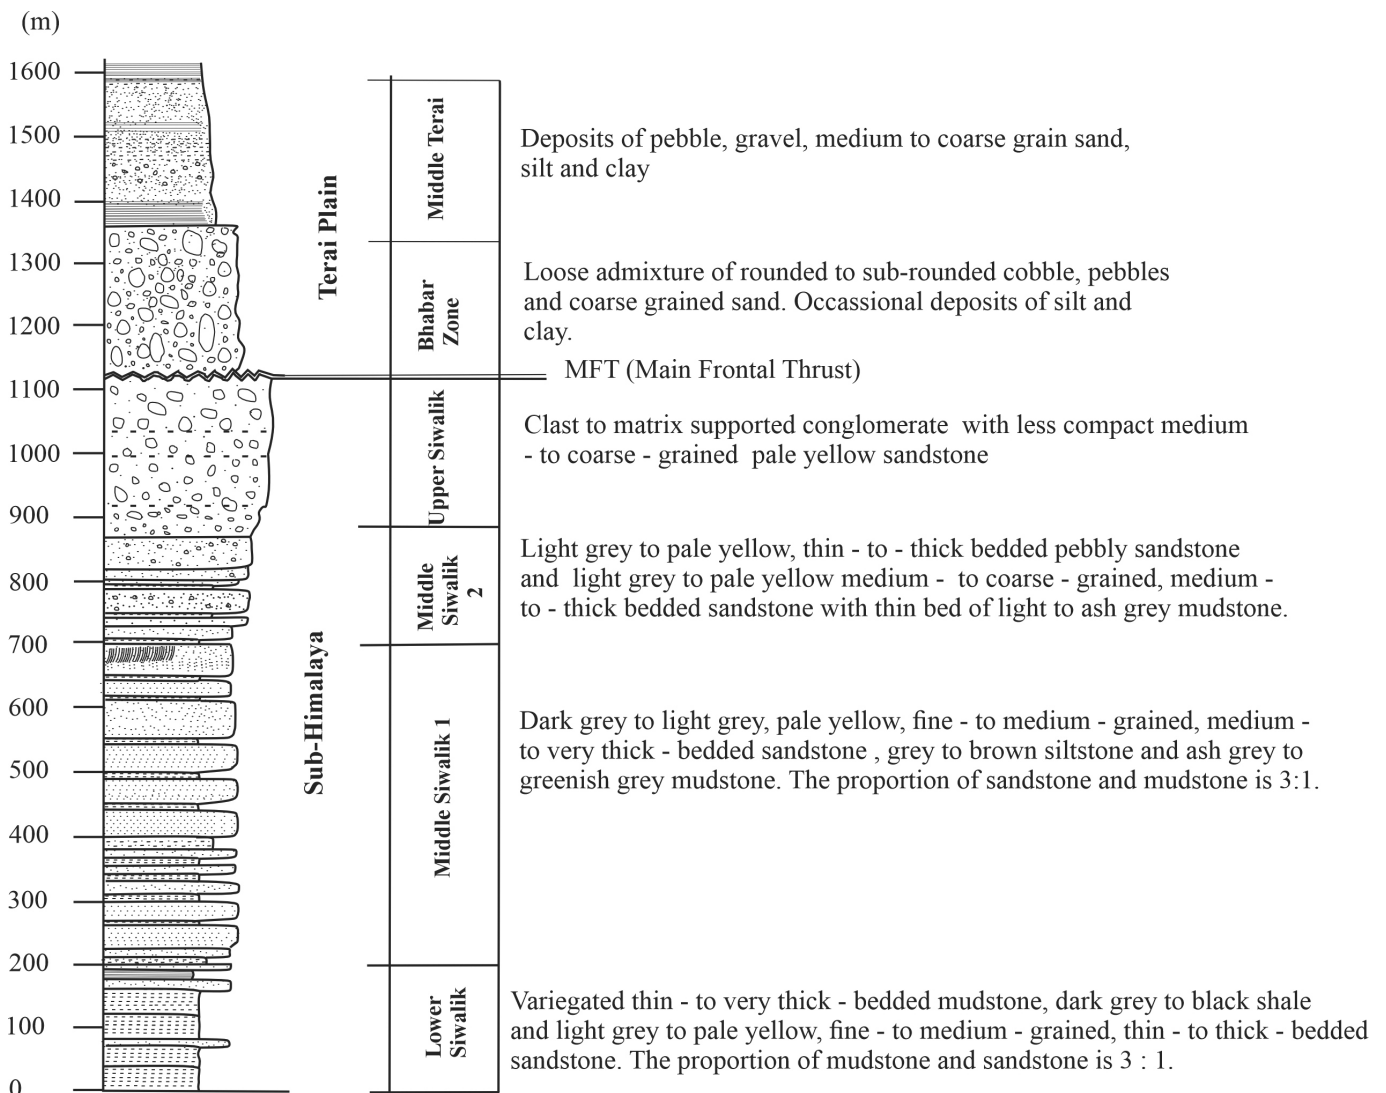 (m)
1600
1500
1400
1300
1200
1100
1000
900
800
700
600
500
400
300
200
100
0
Terai Plain
Sub-Himalaya
Middle Terai
Deposits of pebble, gravel, medium to coarse grain sand,
silt and clay
Bhabar
Zone
Loose admixture of rounded to sub-rounded cobble, pebbles
and coarse grained sand. Occassional deposits of silt and
clay.
MFT (Main Frontal Thrust)
Upper Siwalik
Clast to matrix supported conglomerate with less compact medium
- to coarse - grained pale yellow sandstone
Middle
Siwalik
2
Light grey to pale yellow, thin - to - thick bedded pebbly sandstone
and light grey to pale yellow medium - to coarse - grained, medium -
to - thick bedded sandstone with thin bed of light to ash grey mudstone.
Middle Siwalik 1
Dark grey to light grey, pale yellow, fine - to medium - grained, medium -
to very thick - bedded sandstone , grey to brown siltstone and ash grey to
greenish grey mudstone. The proportion of sandstone and mudstone is 3:1.
Lower
Siwalik
Variegated thin - to very thick - bedded mudstone, dark grey to black shale
and light grey to pale yellow, fine - to medium - grained, thin - to thick - bedded
sandstone. The proportion of mudstone and sandstone is 3 : 1.